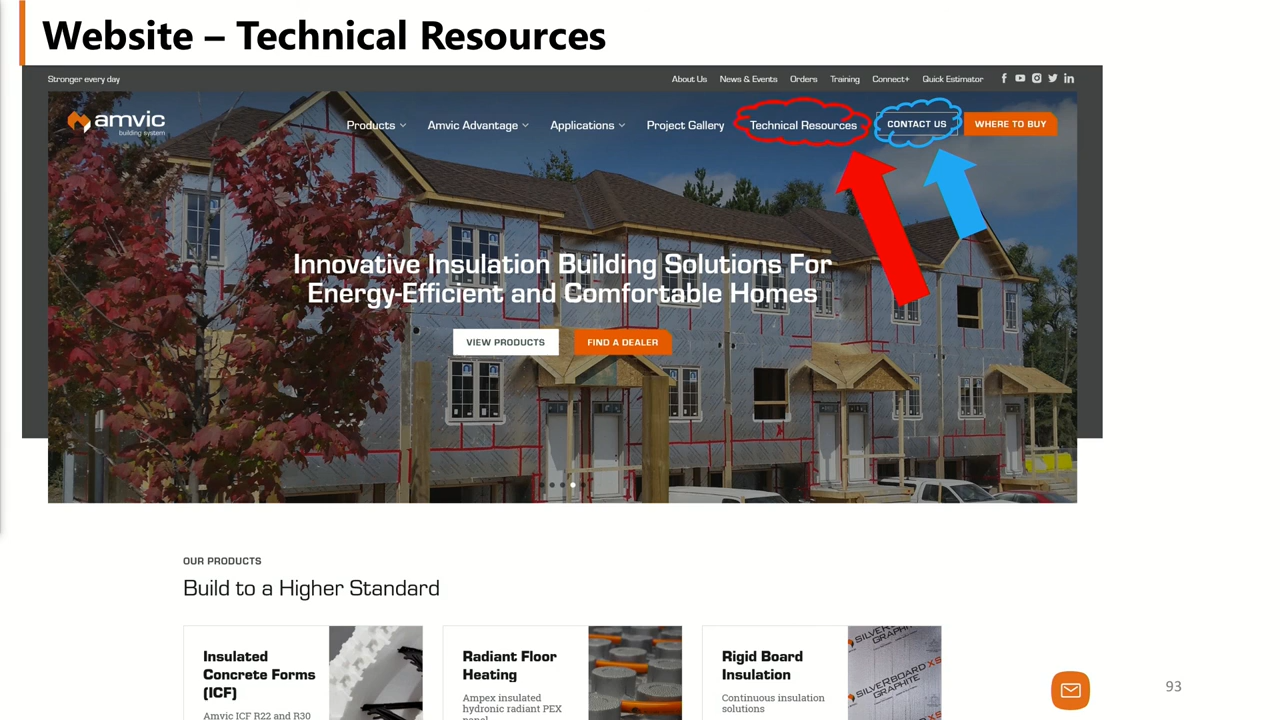 Website – Technical Resources
Stronger every day
About Us News & Events Orders Training Connect+ Quick Estimator
amvic
building system
Products Amvic Advantage Applications Project Gallery Technical Resources CONTACT US WHERE TO BUY
Innovative Insulation Building Solutions For
Energy-Efficient and Comfortable Homes
VIEW PRODUCTS FIND A DEALER
OUR PRODUCTS
Build to a Higher Standard
Insulated
Concrete Forms
(ICF)
Amvic ICF R22 and R30
Radiant Floor
Heating
Ampex insulated
hydronic radiant PEX
panel
Rigid Board
Insulation
Continuous insulation
solutions
SILVERBOARD XS
GRAPHITE
93